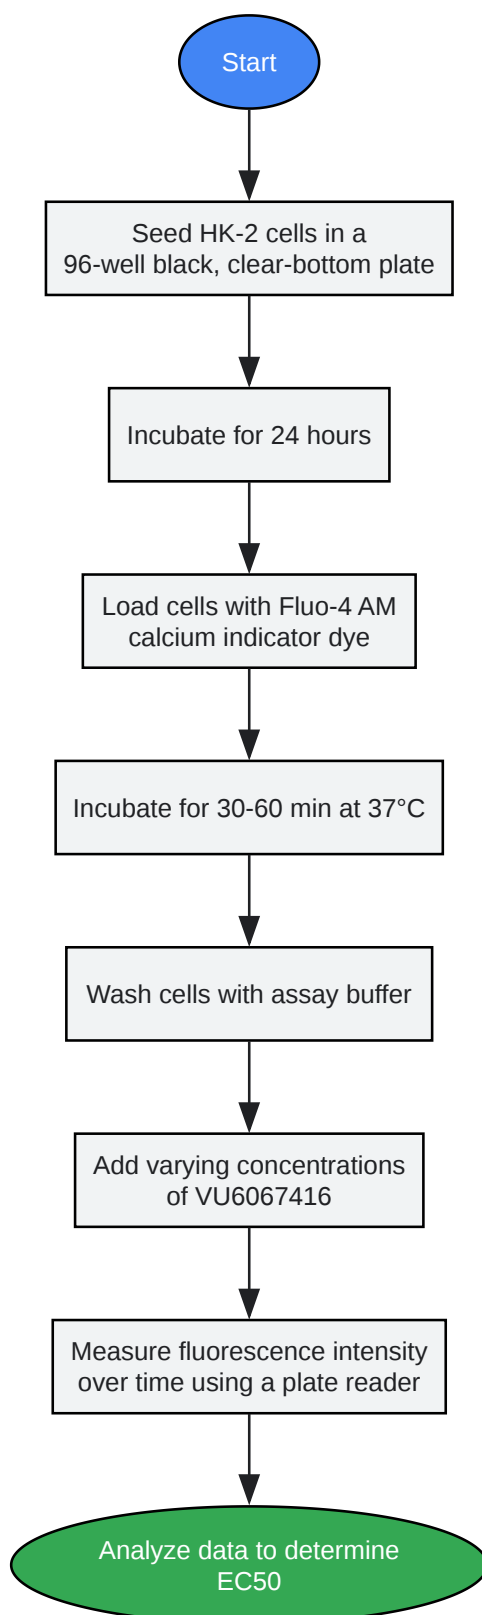 Start
Seed HK-2 cells in a
96-well black, clear-bottom plate
Incubate for 24 hours
Load cells with Fluo-4 AM
calcium indicator dye
Incubate for 30-60 min at 37°C
Wash cells with assay buffer
Add varying concentrations
of VU6067416
Measure fluorescence intensity
over time using a plate reader
Analyze data to determine
EC50